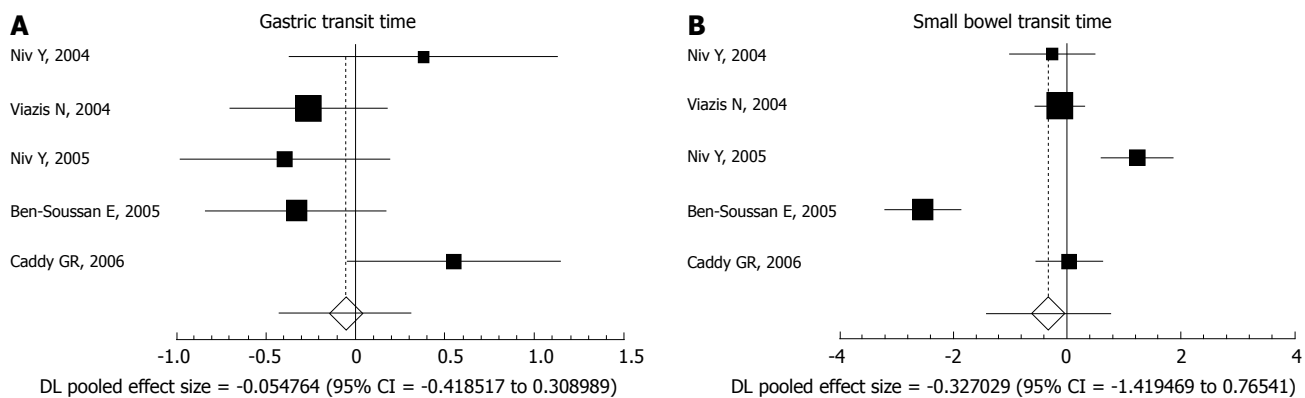 A
Gastric transit time
Niv Y, 2004
Viazis N, 2004
Niv Y, 2005
Ben-Soussan E, 2005
Caddy GR, 2006
-1.0 -0.5 0 0.5 1.0 1.5
DL pooled effect size = -0.054764 (95% CI = -0.418517 to 0.308989)
B
Small bowel transit time
Niv Y, 2004
Viazis N, 2004
Niv Y, 2005
Ben-Soussan E, 2005
Caddy GR, 2006
-4 -2 0 2 4
DL pooled effect size = -0.327029 (95% CI = -1.419469 to 0.76541)